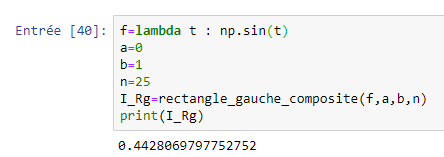 Entrée [40]: f=lambda t : np.sin(t)
a=0
b=1
n=25
I_Rg=rectangle_gauche_composite(f,a,b,n)
print(I_Rg)
0.4428069797752752